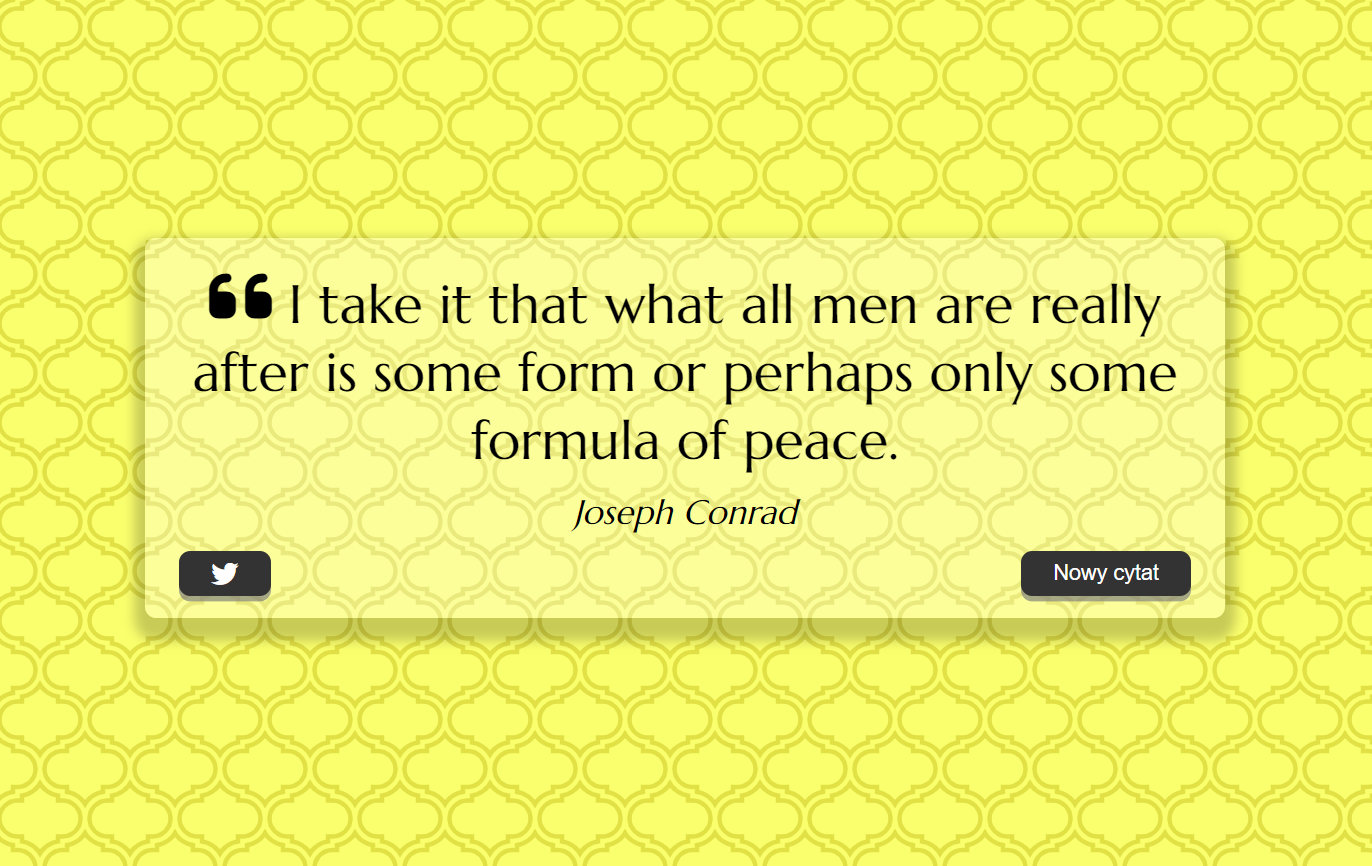 “ I take it that what all men are really
after is some form or perhaps only some
formula of peace.
Joseph Conrad
Nowy cytat